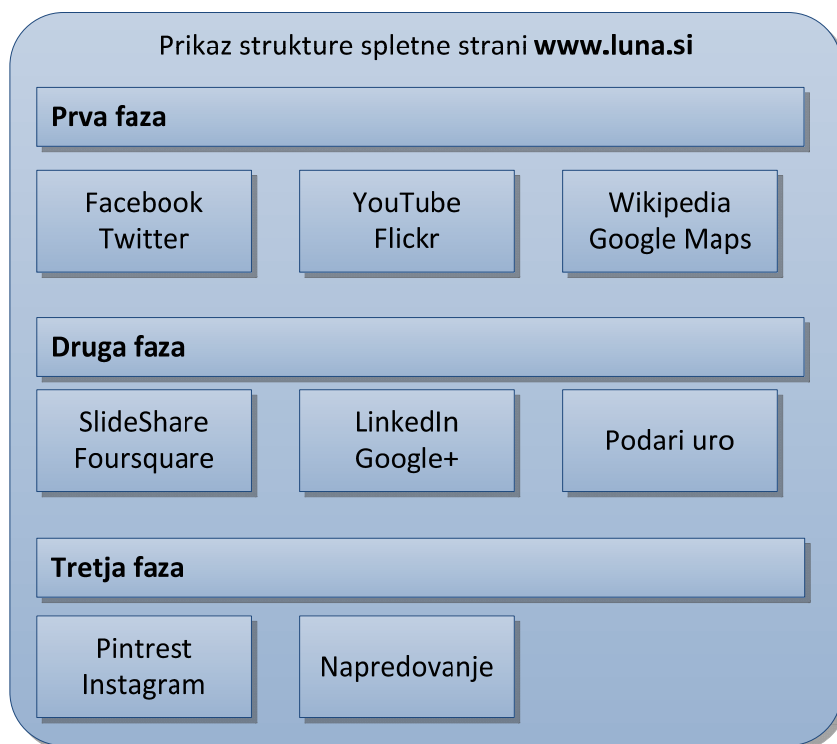 Prikaz strukture spletne strani www.luna.si
Prva faza
Facebook
Twitter
YouTube
Flickr
Wikipedia
Google Maps
Druga faza
SlideShare
Foursquare
LinkedIn
Google+
Podari uro
Tretja faza
Pintrest
Instagram
Napredovanje